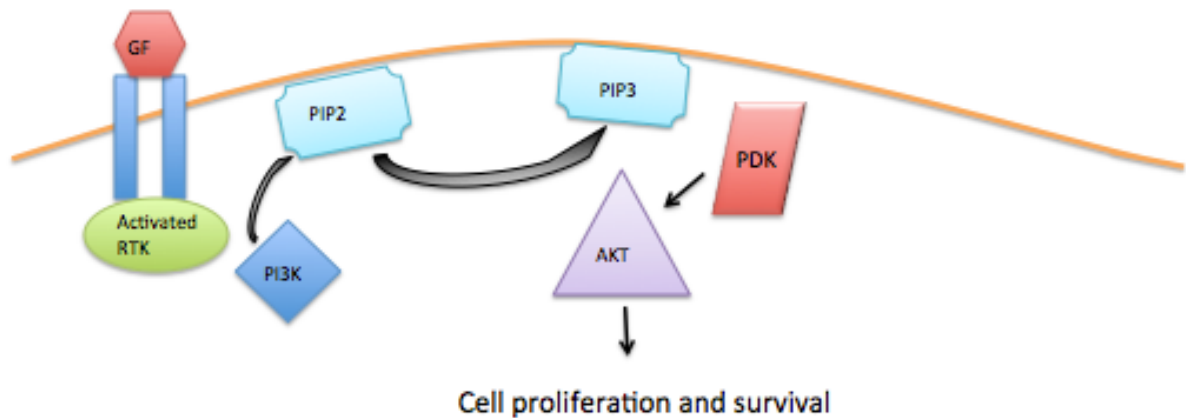 GF
PIP2
PIP3
PDK
Activated
RTK
PI3K
AKT
Cell proliferation and survival